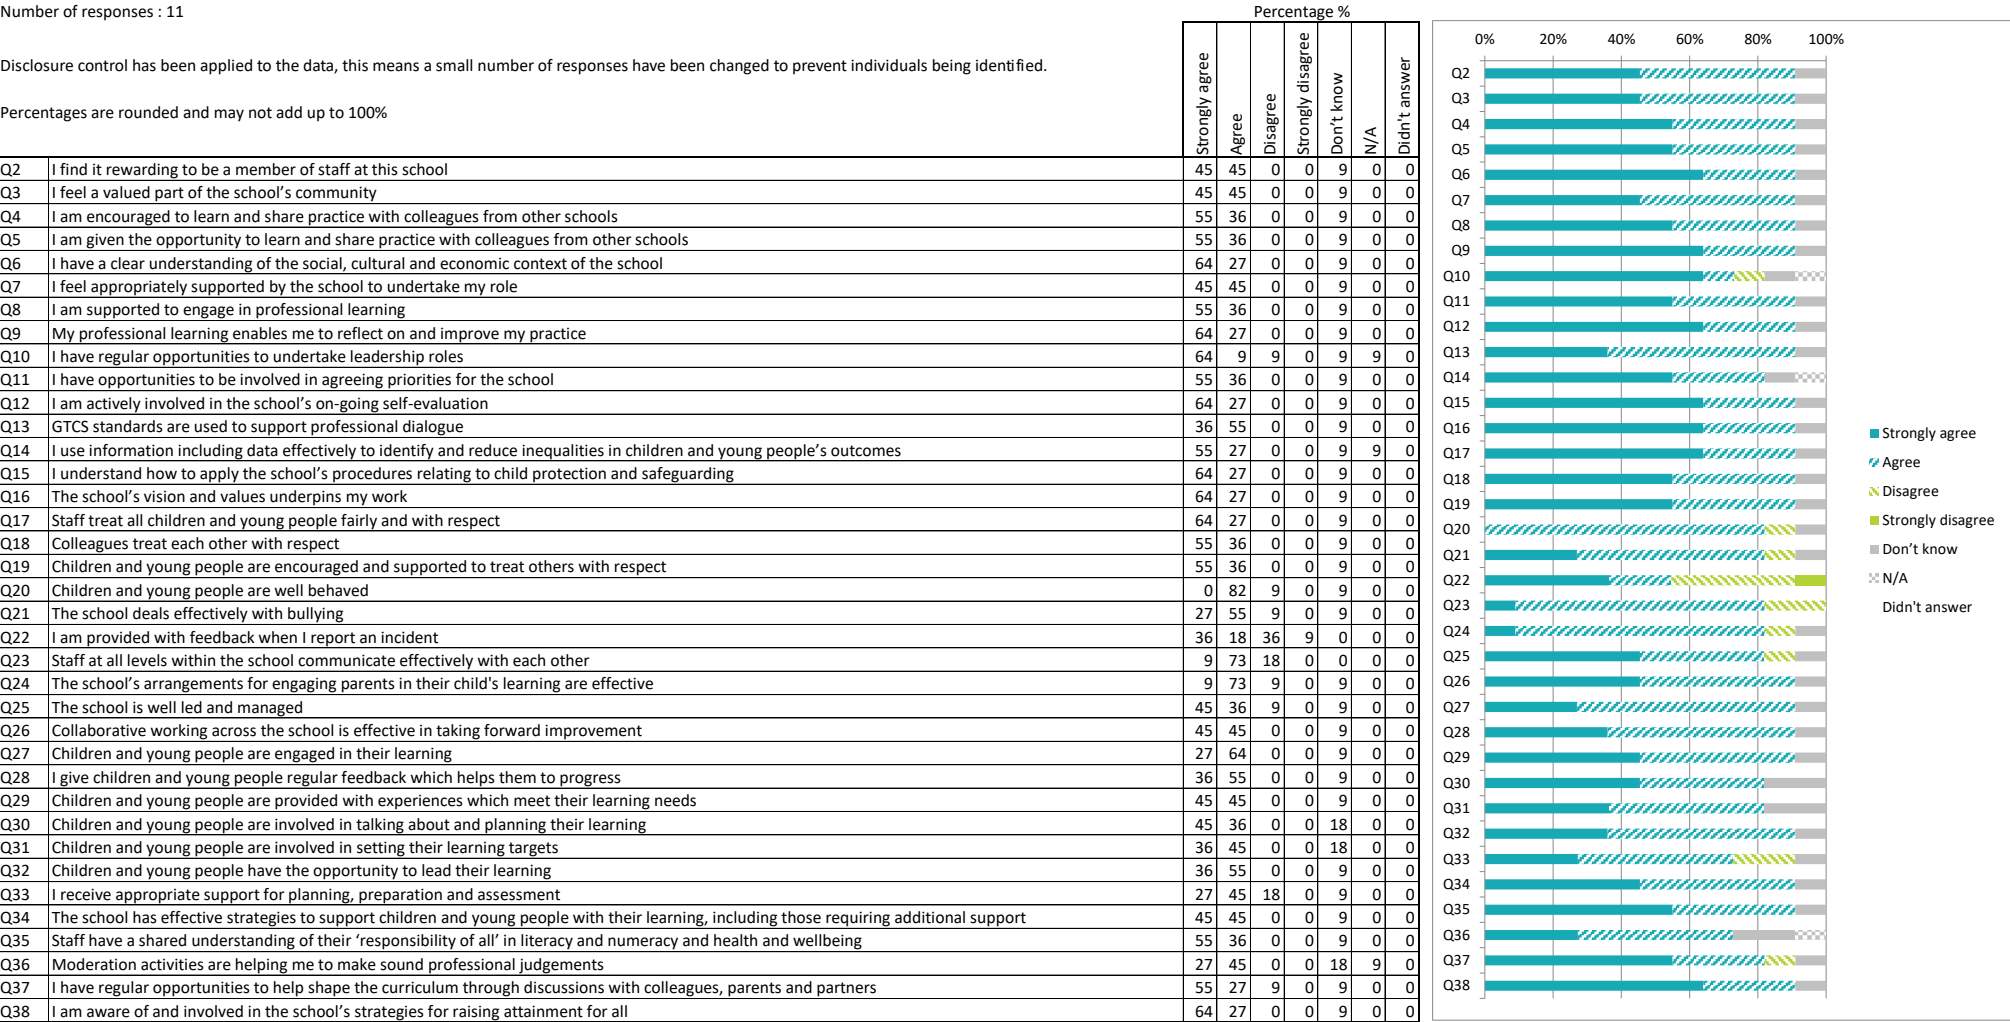 Number of responses : 11
Percentage %
Disclosure control has been applied to the data, this means a small number of responses have been changed to prevent individuals being identified.
Percentages are rounded and may not add up to 100%
Strongly agree
Agree
Disagree
Strongly disagree
Don't know
N/A
Didn't answer
Q2 I find it rewarding to be a member of staff at this school 45 45 0 0 9 0 0
Q3 I feel a valued part of the school's community 45 45 0 0 9 0 0
Q4 I am encouraged to learn and share practice with colleagues from other schools 55 36 0 0 9 0 0
Q5 I am given the opportunity to learn and share practice with colleagues from other schools 55 36 0 0 9 0 0
Q6 I have a clear understanding of the social, cultural and economic context of the school 64 27 0 0 9 0 0
Q7 I feel appropriately supported by the school to undertake my role 45 45 0 0 9 0 0
Q8 I am supported to engage in professional learning 55 36 0 0 9 0 0
Q9 My professional learning enables me to reflect on and improve my practice 64 27 0 0 9 0 0
Q10 I have regular opportunities to undertake leadership roles 64 9 9 0 9 9 0
Q11 I have opportunities to be involved in agreeing priorities for the school 55 36 0 0 9 0 0
Q12 I am actively involved in the school's on-going self-evaluation 64 27 0 0 9 0 0
Q13 GTCS standards are used to support professional dialogue 36 55 0 0 9 0 0
Q14 I use information including data effectively to identify and reduce inequalities in children and young people's outcomes 55 27 0 0 9 9 0
Q15 I understand how to apply the school's procedures relating to child protection and safeguarding 64 27 0 0 9 0 0
Q16 The school's vision and values underpins my work 64 27 0 0 9 0 0
Q17 Staff treat all children and young people fairly and with respect 64 27 0 0 9 0 0
Q18 Colleagues treat each other with respect 55 36 0 0 9 0 0
Q19 Children and young people are encouraged and supported to treat others with respect 55 36 0 0 9 0 0
Q20 Children and young people are well behaved 0 82 9 0 9 0 0
Q21 The school deals effectively with bullying 27 55 9 0 9 0 0
Q22 I am provided with feedback when I report an incident 36 18 36 9 0 0 0
Q23 Staff at all levels within the school communicate effectively with each other 9 73 18 0 0 0 0
Q24 The school's arrangements for engaging parents in their child's learning are effective 9 73 9 0 9 0 0
Q25 The school is well led and managed 45 36 9 0 9 0 0
Q26 Collaborative working across the school is effective in taking forward improvement 45 45 0 0 9 0 0
Q27 Children and young people are engaged in their learning 27 64 0 0 9 0 0
Q28 I give children and young people regular feedback which helps them to progress 36 55 0 0 9 0 0
Q29 Children and young people are provided with experiences which meet their learning needs 45 45 0 0 9 0 0
Q30 Children and young people are involved in talking about and planning their learning 45 36 0 0 18 0 0
Q31 Children and young people are involved in setting their learning targets 36 45 0 0 18 0 0
Q32 Children and young people have the opportunity to lead their learning 36 55 0 0 9 0 0
Q33 I receive appropriate support for planning, preparation and assessment 27 45 18 0 9 0 0
Q34 The school has effective strategies to support children and young people with their learning, including those requiring additional support 45 45 0 0 9 0 0
Q35 Staff have a shared understanding of their 'responsibility of all' in literacy and numeracy and health and wellbeing 55 36 0 0 9 0 0
Q36 Moderation activities are helping me to make sound professional judgements 27 45 0 0 18 9 0
Q37 I have regular opportunities to help shape the curriculum through discussions with colleagues, parents and partners 55 27 9 0 9 0 0
Q38 I am aware of and involved in the school's strategies for raising attainment for all 64 27 0 0 9 0 0
0% 20% 40% 60% 80% 100%
Q2
Q3
Q4
Q5
Q6
Q7
Q8
Q9
Q10
Q11
Q12
Q13
Q14
Q15
Q16
Q17
Q18
Q19
Q20
Q21
Q22
Q23
Q24
Q25
Q26
Q27
Q28
Q29
Q30
Q31
Q32
Q33
Q34
Q35
Q36
Q37
Q38
Strongly agree
Agree
Disagree
Strongly disagree
Don't know
N/A
Didn't answer